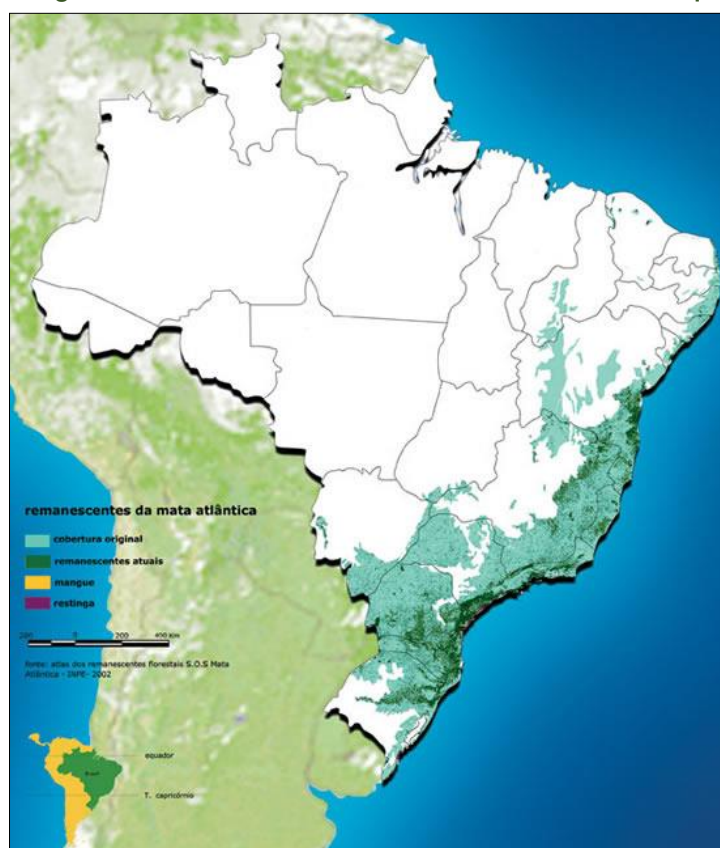 remanescentes da mata atlântica
cobertura original
remanescentes atuais
mangue
restinga
200 0 200 400 Km
fonte: atlas dos remanescentes florestais S.O.S Mata
Atlântica - INPE- 2002
equador
Brasil
T. capricórnio